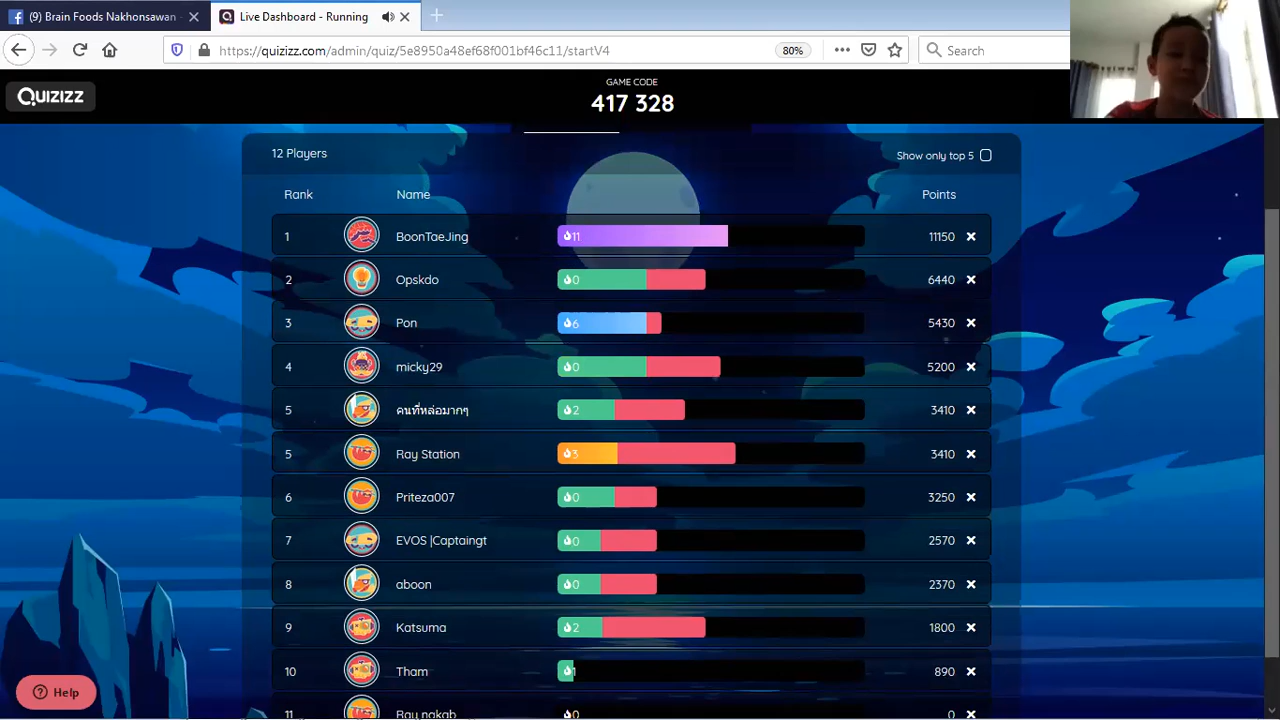 (9) Brain Foods Nakhonsawan -
Live Dashboard - Running
https://quizizz.com/admin/quiz/5e8950a48ef68f001bf46c11/startV4
80%
Search
QUIZIZZ
GAME CODE
417 328
12 Players
Show only top 5
Rank Name Points
1 BoonTaeJing 11 11150
2 Opskdo 0 6440
3 Pon 6 5430
4 micky29 0 5200
5 คนที่หล่อมากๆ 2 3410
5 Ray Station 3 3410
6 Priteza007 0 3250
7 EVOS |Captaingt 0 2570
8 aboon 0 2370
9 Katsuma 2 1800
10 Tham 1 890
11 Ray nakab 0 0
Help